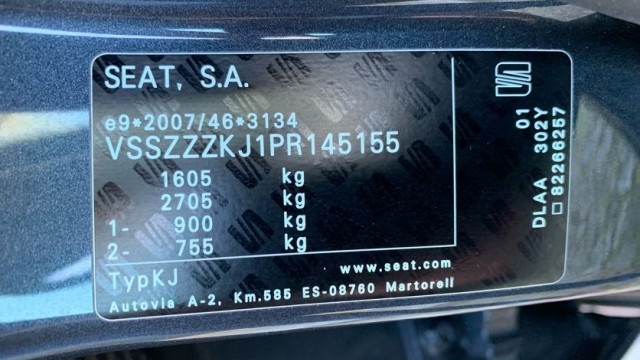 SEAT, S.A.
e9*2007/46*3134
VSSZZZKJ1PR145155
1605 kg
2705 kg
1- 900 kg
2- 755 kg
TypKJ
www.seat.com
Autovia A-2, Km.585 ES-08760 Martorell
01
302Y
DLAA
□82266257